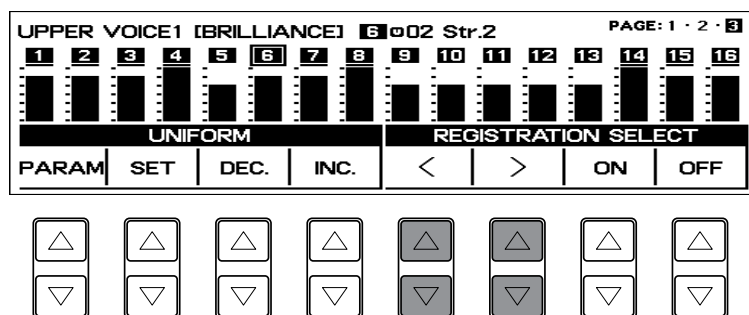 UPPER VOICE1 [BRILLIANCE] 6 02 Str.2 PAGE: 1 · 2 · 3
1 2 3 4 5 6 7 8 9 10 11 12 13 14 15 16
UNIFORM REGISTRATION SELECT
PARAM SET DEC. INC. < > ON OFF